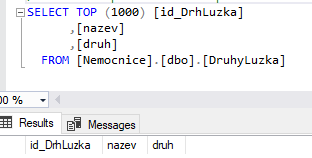 SELECT TOP (1000) [id_DrhLuzka]
,[nazev]
,[druh]
FROM [Nemocnice].[dbo].[DruhyLuzka]
00 %
Results Messages
id_DrhLuzka nazev druh